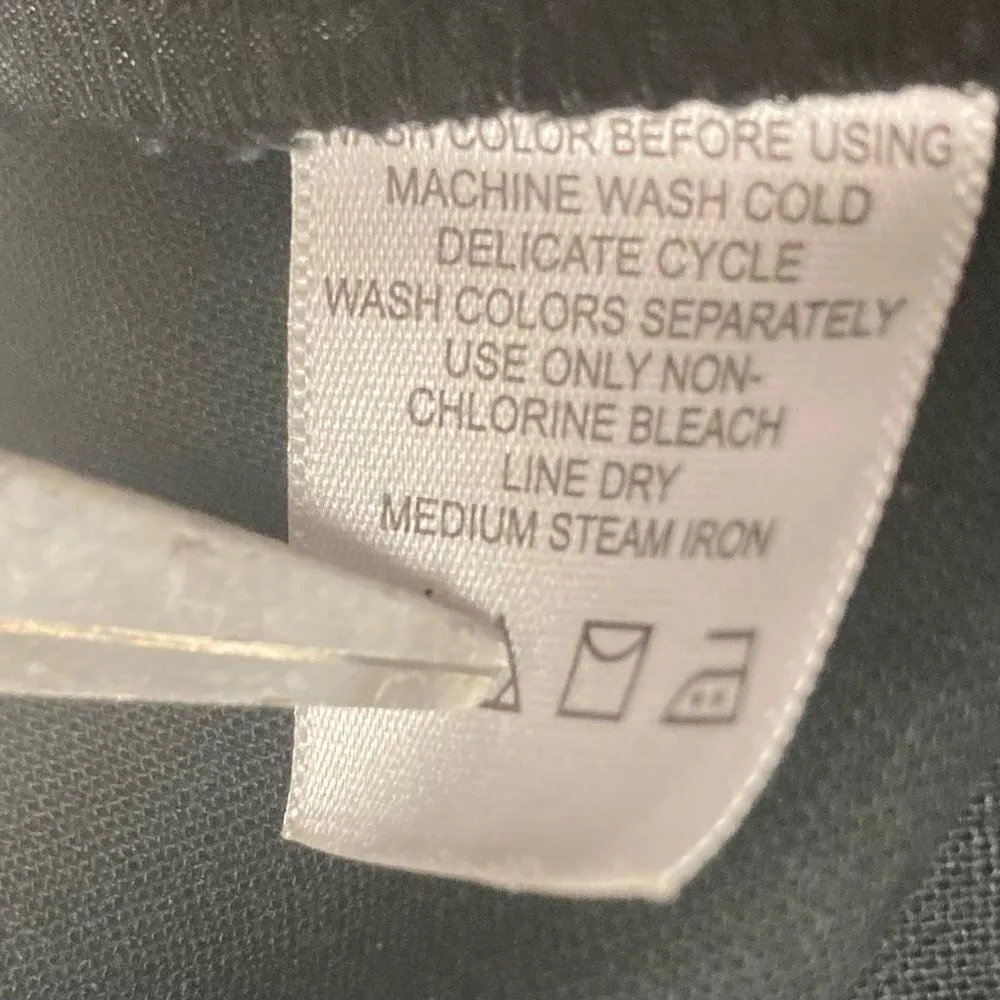 WASH COLOR BEFORE USING
MACHINE WASH COLD
DELICATE CYCLE
WASH COLORS SEPARATELY
USE ONLY NON-
CHLORINE BLEACH
LINE DRY
MEDIUM STEAM IRON